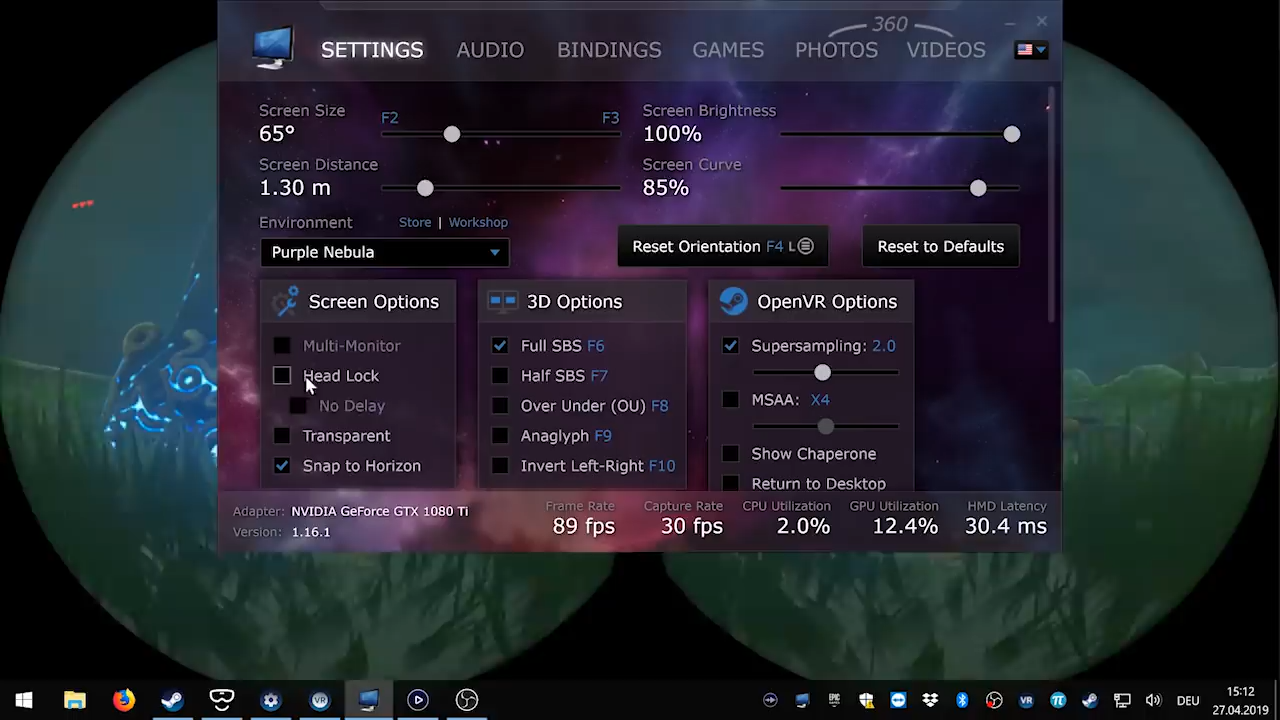 360
SETTINGS AUDIO BINDINGS GAMES PHOTOS VIDEOS
Screen Size
65° F2 F3
Screen Brightness
100%
Screen Distance
1.30 m
Screen Curve
85%
Environment Store | Workshop
Purple Nebula
Reset Orientation F4 L
Reset to Defaults
Screen Options
Multi-Monitor
Head Lock
No Delay
Transparent
Snap to Horizon
3D Options
Full SBS F6
Half SBS F7
Over Under (OU) F8
Anaglyph F9
Invert Left-Right F10
OpenVR Options
Supersampling: 2.0
MSAA: X4
Show Chaperone
Return to Desktop
Adapter: NVIDIA GeForce GTX 1080 Ti
Version: 1.16.1
Frame Rate
89 fps
Capture Rate
30 fps
CPU Utilization
2.0%
GPU Utilization
12.4%
HMD Latency
30.4 ms
VR
EPIC
VR
DEU
15:12
27.04.2019